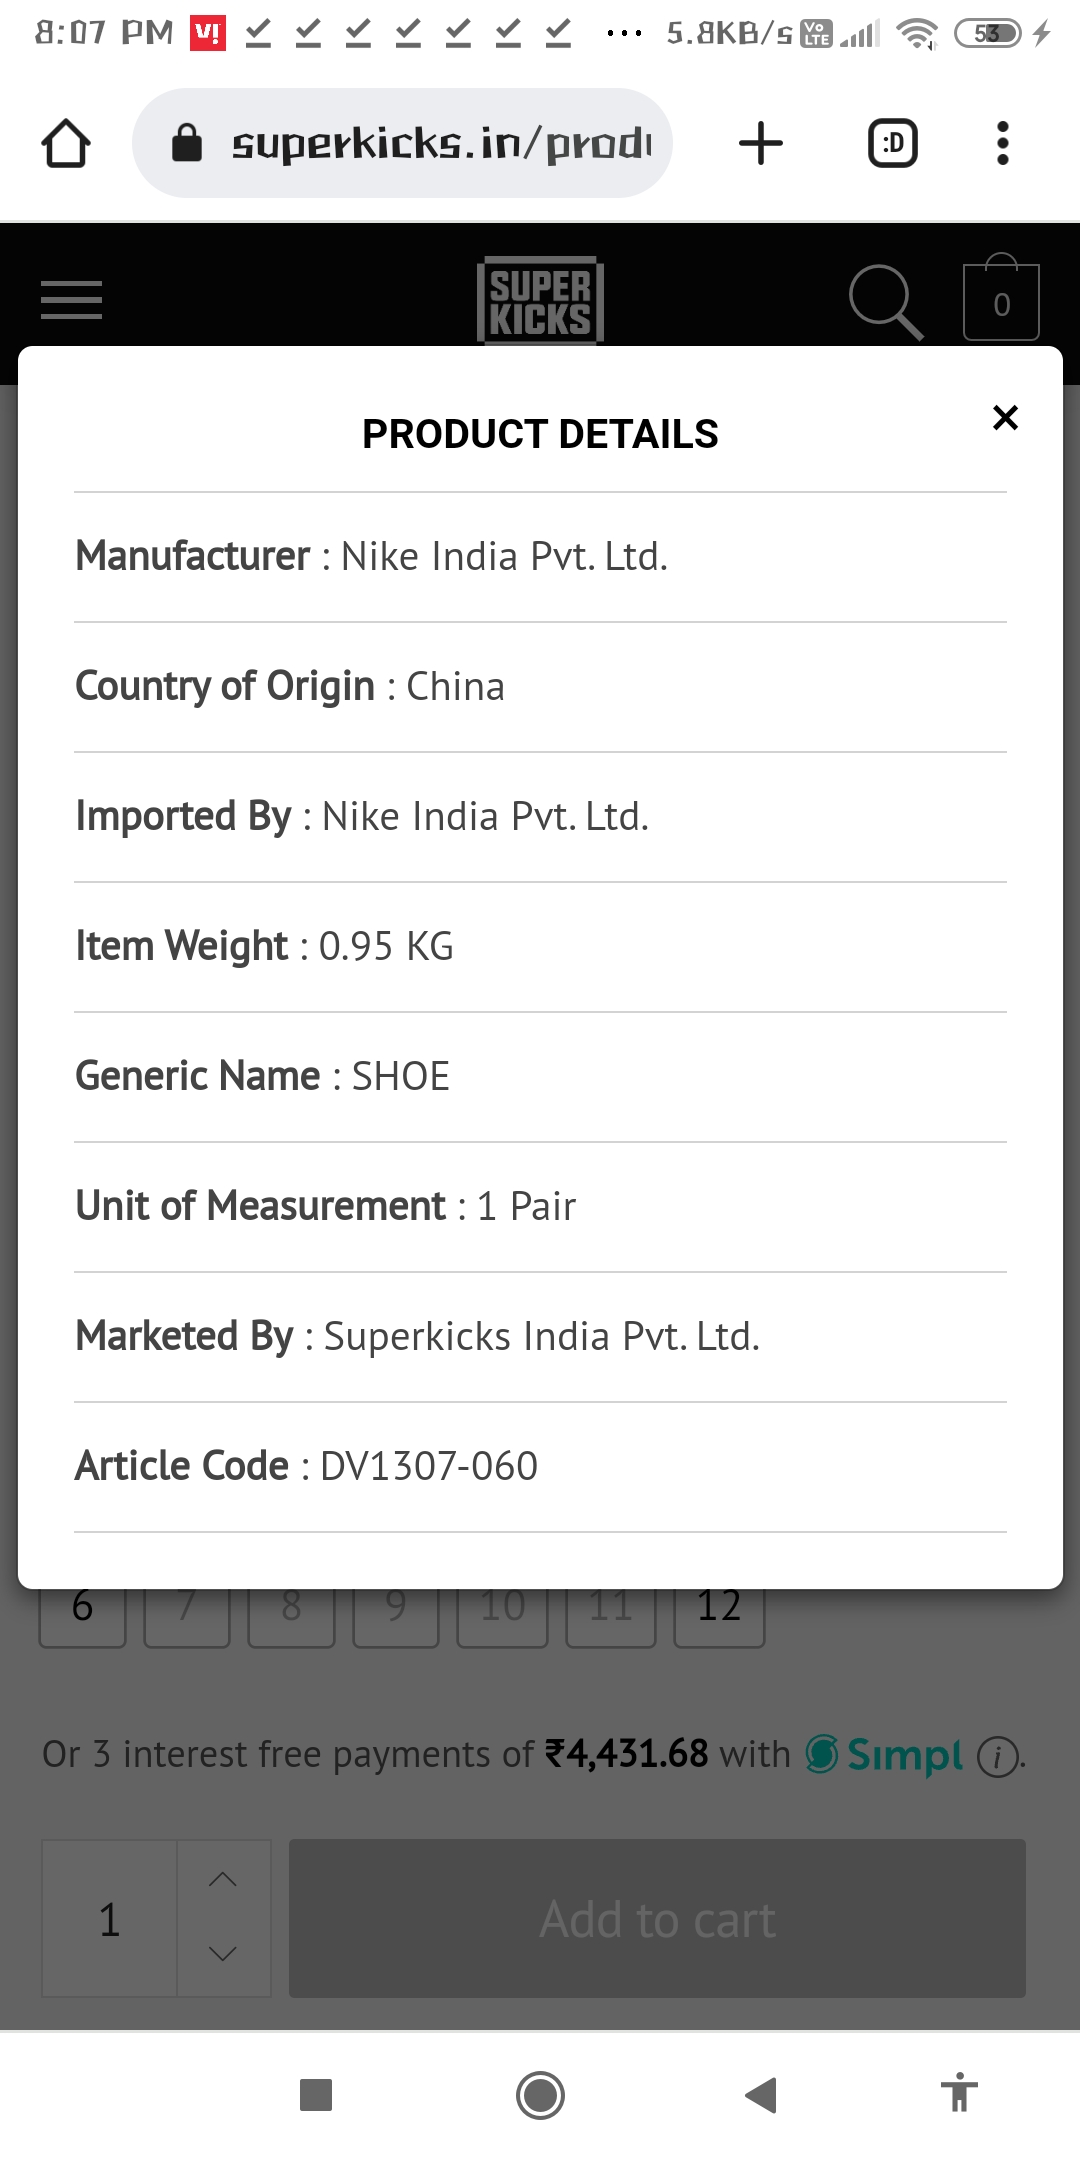 8:07 PM V! ... 5.8KB/s Vo LTE 53
superkicks.in/prod
:D
SUPER
KICKS
0
PRODUCT DETAILS
Manufacturer : Nike India Pvt. Ltd.
Country of Origin : China
Imported By : Nike India Pvt. Ltd.
Item Weight : 0.95 KG
Generic Name : SHOE
Unit of Measurement : 1 Pair
Marketed By : Superkicks India Pvt. Ltd.
Article Code : DV1307-060
6 7 8 9 10 11 12
Or 3 interest free payments of ₹4,431.68 with Simpl i.
1
Add to cart